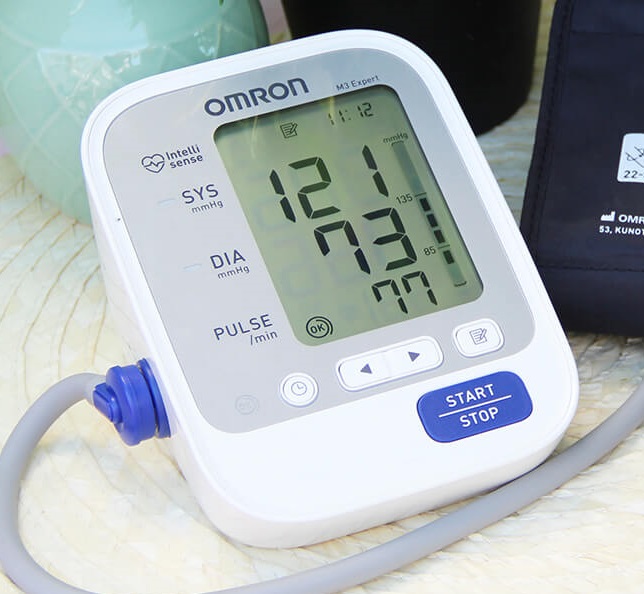 OMRON
M3 Expert
11:12
Intelli
sense
mmHg
SYS
mmHg
121
135
DIA
mmHg
73
85
PULSE
/min
77
OK
START
STOP
22-
OMR
53, KUNOT